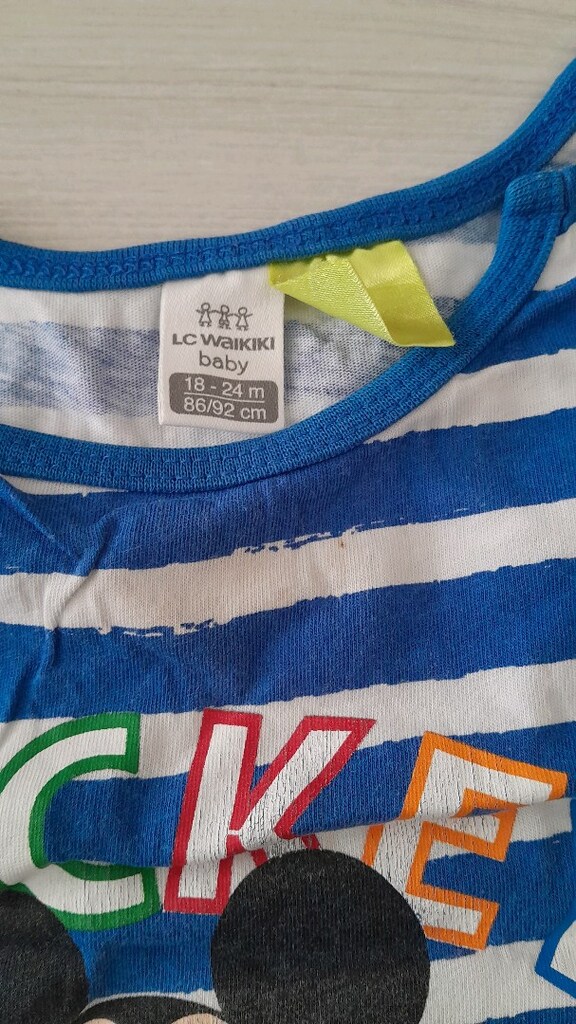 LC WAIKIKI
baby
18 - 24 m
86/92 cm
CKE